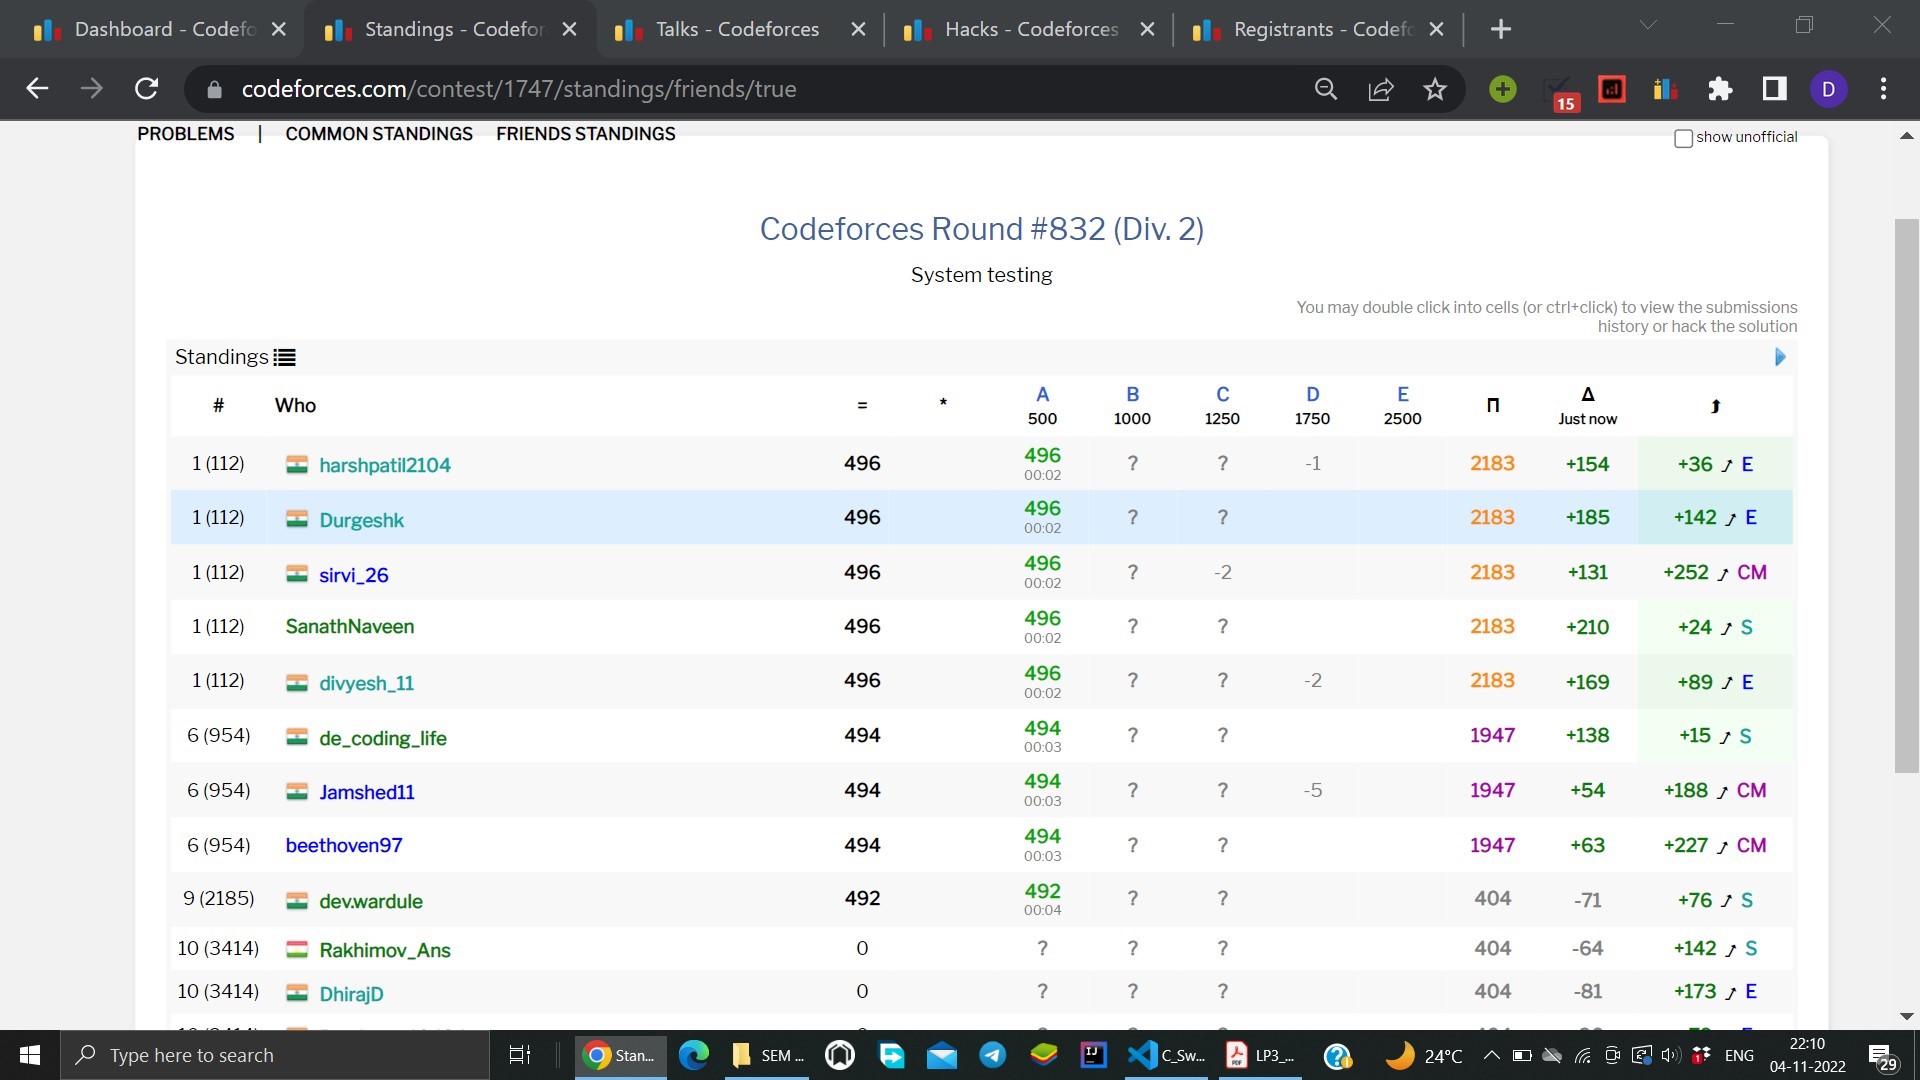 Dashboard - Codefo
Standings - Codefor
Talks - Codeforces
Hacks - Codeforces
Registrants - Codefo
codeforces.com/contest/1747/standings/friends/true
15
D
PROBLEMS | COMMON STANDINGS FRIENDS STANDINGS
show unofficial
Codeforces Round #832 (Div. 2)
System testing
You may double click into cells (or ctrl+click) to view the submissions
history or hack the solution
Standings
# Who = * A B C D E П Δ
500 1000 1250 1750 2500 Just now
1 (112) harshpatil2104 496 496 ? ? -1 2183 +154 +36 E
00:02
1 (112) Durgeshk 496 496 ? ? 2183 +185 +142 E
00:02
1 (112) sirvi_26 496 496 ? -2 2183 +131 +252 CM
00:02
1 (112) SanathNaveen 496 496 ? ? 2183 +210 +24 S
00:02
1 (112) divyesh_11 496 496 ? ? -2 2183 +169 +89 E
00:02
6 (954) de_coding_life 494 494 ? ? 1947 +138 +15 S
00:03
6 (954) Jamshed11 494 494 ? ? -5 1947 +54 +188 CM
00:03
6 (954) beethoven97 494 494 ? ? 1947 +63 +227 CM
00:03
9 (2185) dev.wardule 492 492 ? ? 404 -71 +76 S
00:04
10 (3414) Rakhimov_Ans 0 ? ? ? 404 -64 +142 S
10 (3414) DhirajD 0 ? ? ? 404 -81 +173 E
Type here to search
Stan...
SEM ...
C_Sw...
LP3_...
24°C
ENG
22:10
04-11-2022
29